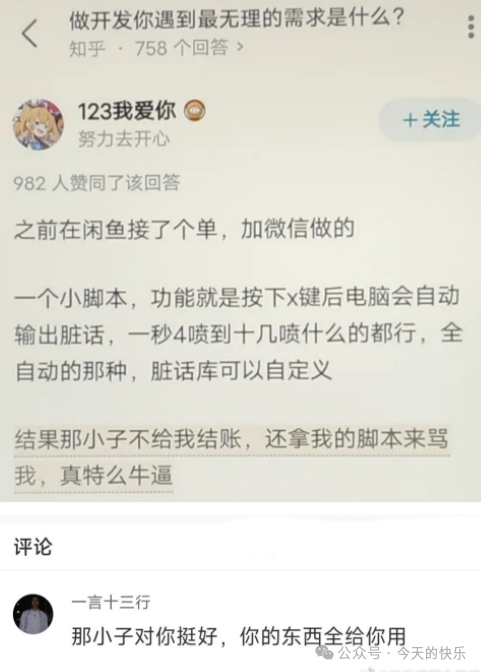 做开发你遇到最无理的需求是什么？
知乎 · 758 个回答 >
123我爱你
努力去开心
+ 关注
982 人赞同了该回答
之前在闲鱼接了个单，加微信做的
一个小脚本，功能就是按下x键后电脑会自动
输出脏话，一秒4喷到十几喷什么的都行，全
自动的那种，脏话库可以自定义
结果那小子不给我结账，还拿我的脚本来骂
我，真特么牛逼
评论
一言十三行
那小子对你挺好，你的东西全给你用
公众号 · 今天的快乐